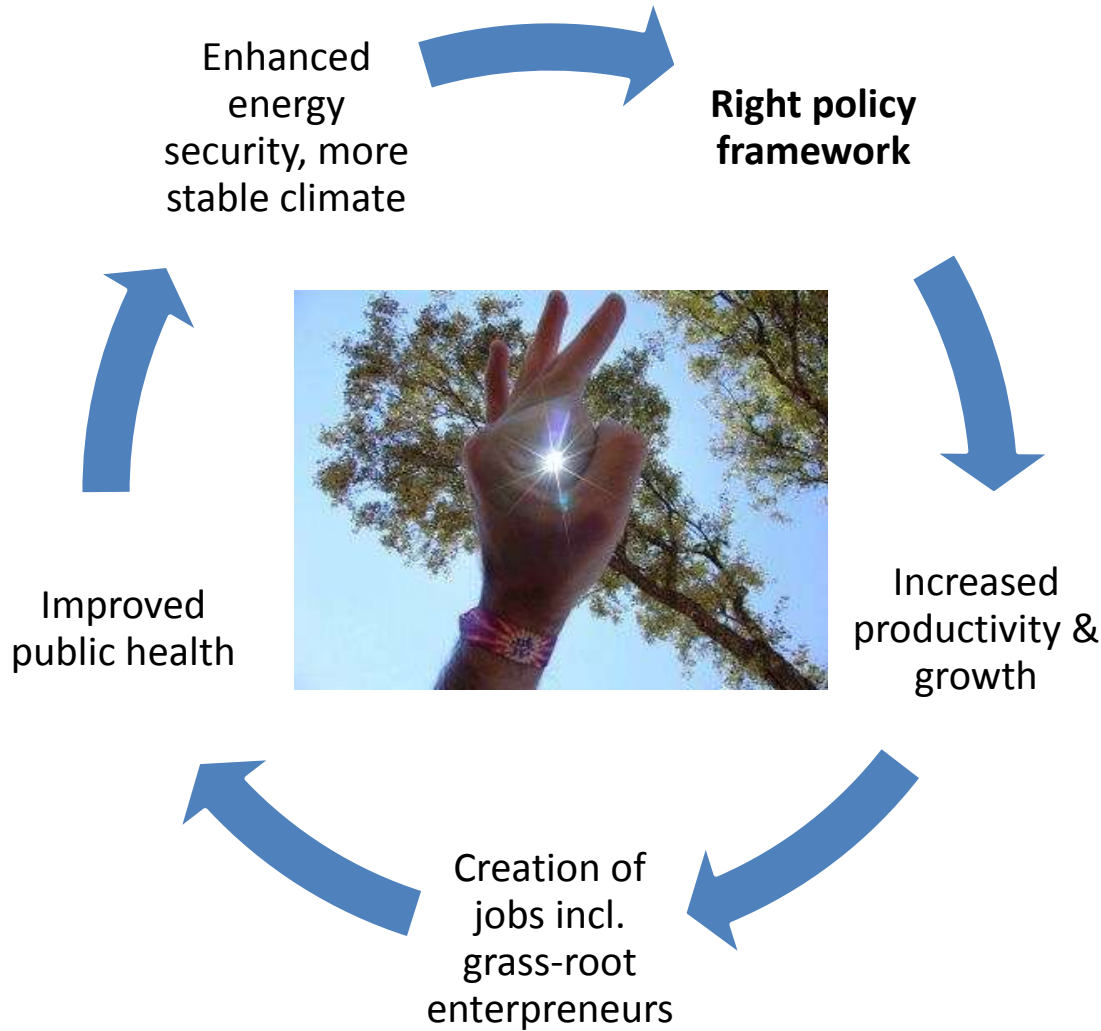 Enhanced
energy
security, more
stable climate
Right policy
framework
Increased
productivity &
growth
Creation of
jobs incl.
grass-root
enterpreneurs
Improved
public health